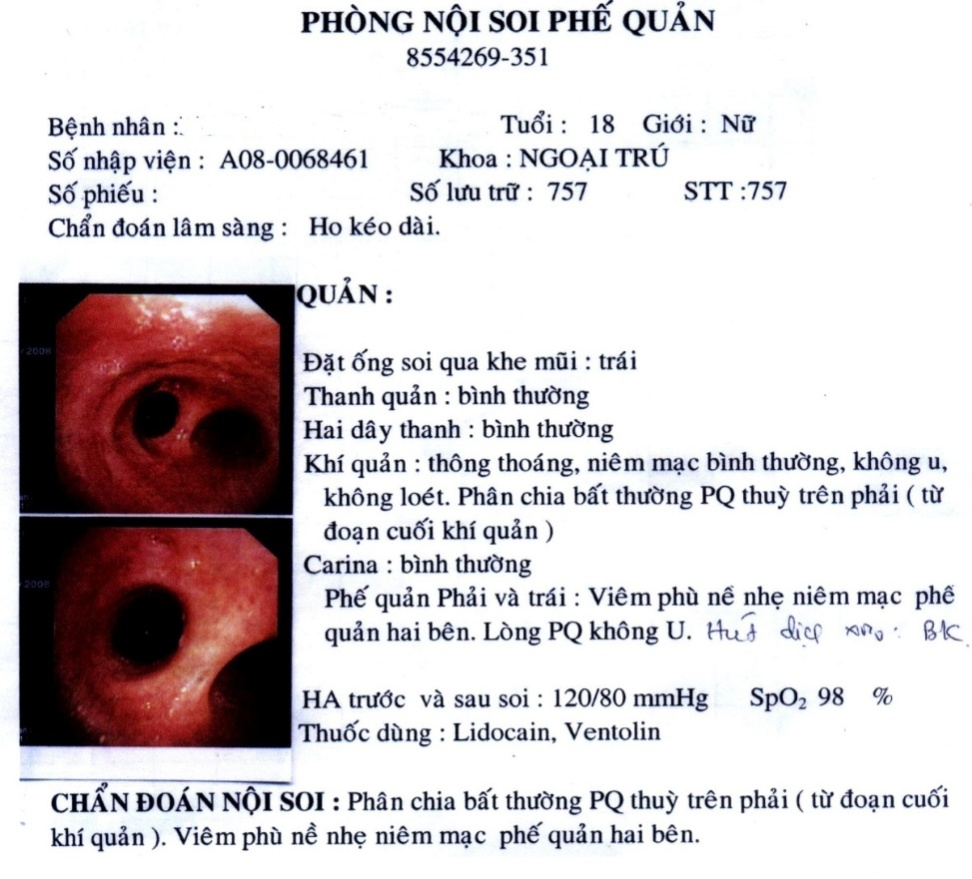 PHÒNG NỘI SOI PHẾ QUẢN
8554269-351
Bệnh nhân : Tuổi : 18 Giới : Nữ
Số nhập viện : A08-0068461 Khoa : NGOẠI TRÚ
Số phiếu : Số lưu trữ : 757 STT :757
Chẩn đoán lâm sàng : Ho kéo dài.
QUẢN :
2008
Đặt ống soi qua khe mũi : trái
Thanh quản : bình thường
Hai dây thanh : bình thường
Khí quản : thông thoáng, niêm mạc bình thường, không u,
không loét. Phân chia bất thường PQ thuỳ trên phải ( từ
đoạn cuối khí quản )
Carina : bình thường
2008
Phế quản Phải và trái : Viêm phù nề nhẹ niêm mạc phế
quản hai bên. Lòng PQ không U. Hút dịch BK
HA trước và sau soi : 120/80 mmHg SpO₂ 98 %
Thuốc dùng : Lidocain, Ventolin
CHẨN ĐOÁN NỘI SOI : Phân chia bất thường PQ thuỳ trên phải ( từ đoạn cuối
khí quản ). Viêm phù nề nhẹ niêm mạc phế quản hai bên.